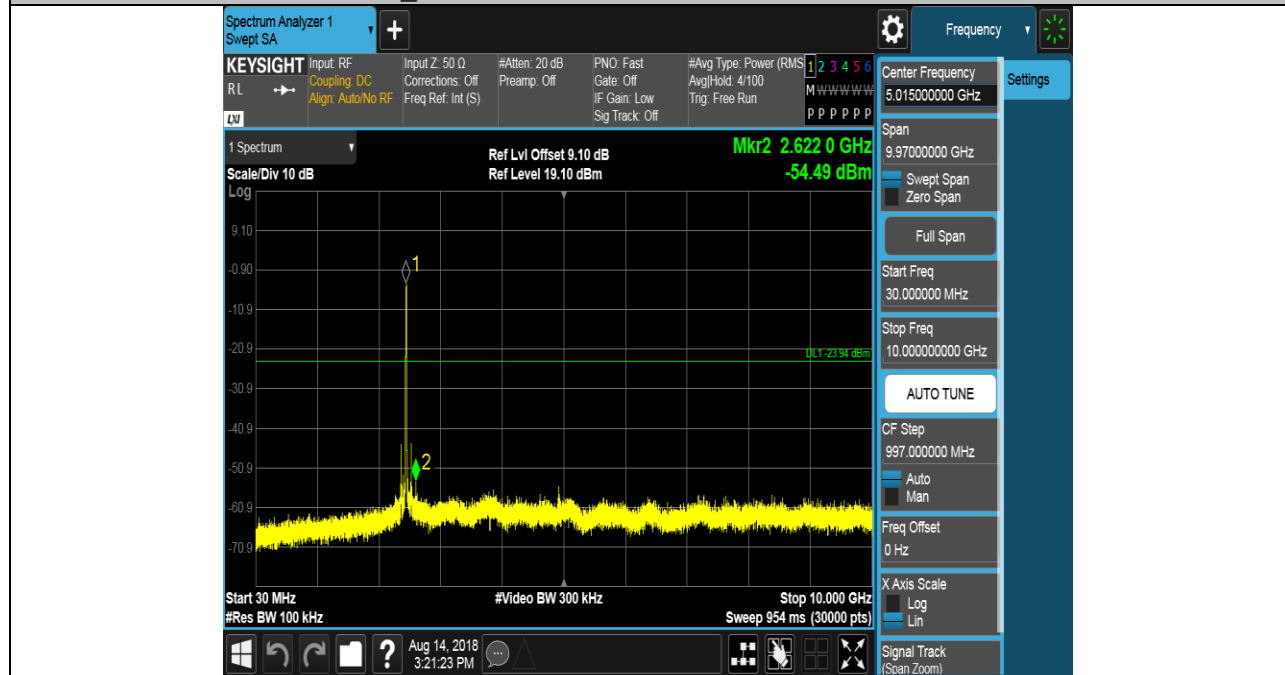 Spectrum Analyzer 1
Swept SA
+
Frequency
KEYSIGHT
RL
LXI
Input: RF
Coupling: DC
Align: Auto/No RF
Input Z: 50 Ω
Corrections: Off
Freq Ref: Int (S)
#Atten: 20 dB
Preamp: Off
PNO: Fast
Gate: Off
IF Gain: Low
Sig Track: Off
#Avg Type: Power (RMS
Avg|Hold: 4/100
Trig: Free Run
1 2 3 4 5 6
M W W W W W
P P P P P P
1 Spectrum
Scale/Div 10 dB
Ref Lvl Offset 9.10 dB
Ref Level 19.10 dBm
Mkr2 2.622 0 GHz
-54.49 dBm
Log
9.10
-0.90
-10.9
-20.9
-30.9
-40.9
-50.9
-60.9
-70.9
1
2
DL1 -23.94 dBm
Start 30 MHz
#Res BW 100 kHz
#Video BW 300 kHz
Stop 10.000 GHz
Sweep 954 ms (30000 pts)
Center Frequency
5.015000000 GHz
Settings
Span
9.97000000 GHz
Swept Span
Zero Span
Full Span
Start Freq
30.000000 MHz
Stop Freq
10.000000000 GHz
AUTO TUNE
CF Step
997.000000 MHz
Auto
Man
Freq Offset
0 Hz
X Axis Scale
Log
Lin
Signal Track
(Span Zoom)
?
Aug 14, 2018
3:21:23 PM